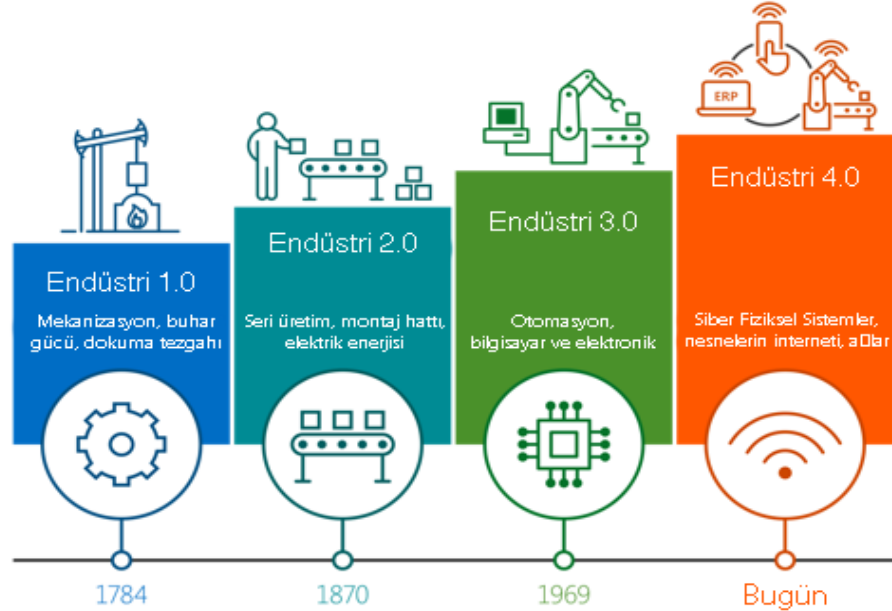 ERP
Endüstri 1.0
Mekanizasyon, buhar
gücü, dokuma tezgahı
Endüstri 2.0
Seri üretim, montaj hattı,
elektrik enerjisi
Endüstri 3.0
Otomasyon,
bilgisayar ve elektronik
Endüstri 4.0
Siber Fiziksel Sistemler,
nesnelerin interneti, a□lar
1784
1870
1969
Bugün